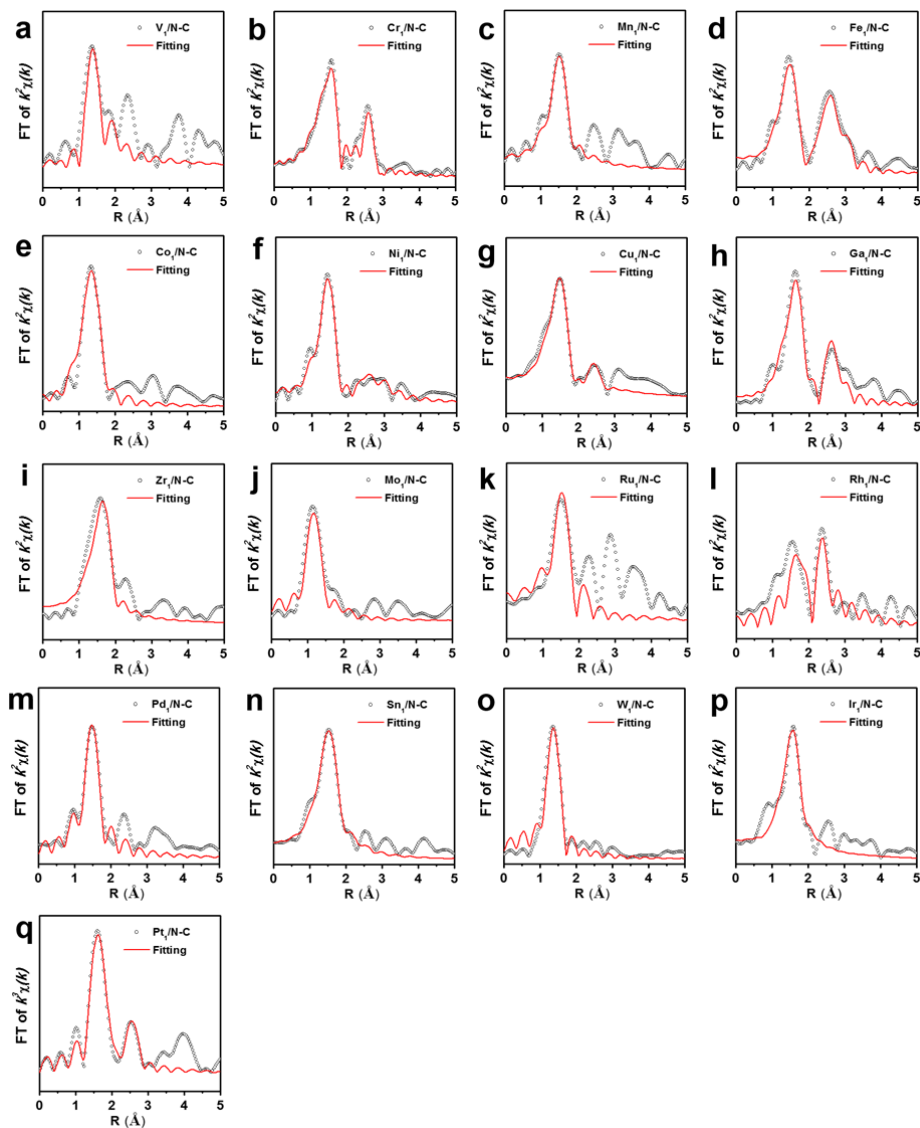 a
V₁/N-C
Fitting
FT of K²χ(k)
0 1 2 3 4 5
R (Å)
b
Cr₁/N-C
Fitting
FT of K²χ(k)
0 1 2 3 4 5
R (Å)
c
Mn₁/N-C
Fitting
FT of K²χ(k)
0 1 2 3 4 5
R (Å)
d
Fe₁/N-C
Fitting
FT of K²χ(k)
0 1 2 3 4 5
R (Å)
e
Co₁/N-C
Fitting
FT of K²χ(k)
0 1 2 3 4 5
R (Å)
f
Ni₁/N-C
Fitting
FT of K²χ(k)
0 1 2 3 4 5
R (Å)
g
Cu₁/N-C
Fitting
FT of K²χ(k)
0 1 2 3 4 5
R (Å)
h
Ga₁/N-C
Fitting
FT of K²χ(k)
0 1 2 3 4 5
R (Å)
i
Zr₁/N-C
Fitting
FT of K²χ(k)
0 1 2 3 4 5
R (Å)
j
Mo₁/N-C
Fitting
FT of K²χ(k)
0 1 2 3 4 5
R (Å)
k
Ru₁/N-C
Fitting
FT of K²χ(k)
0 1 2 3 4 5
R (Å)
l
Rh₁/N-C
Fitting
FT of K²χ(k)
0 1 2 3 4 5
R (Å)
m
Pd₁/N-C
Fitting
FT of K²χ(k)
0 1 2 3 4 5
R (Å)
n
Sn₁/N-C
Fitting
FT of K²χ(k)
0 1 2 3 4 5
R (Å)
o
W₁/N-C
Fitting
FT of K²χ(k)
0 1 2 3 4 5
R (Å)
p
Ir₁/N-C
Fitting
FT of K²χ(k)
0 1 2 3 4 5
R (Å)
q
Pt₁/N-C
Fitting
FT of K³χ(k)
0 1 2 3 4 5
R (Å)